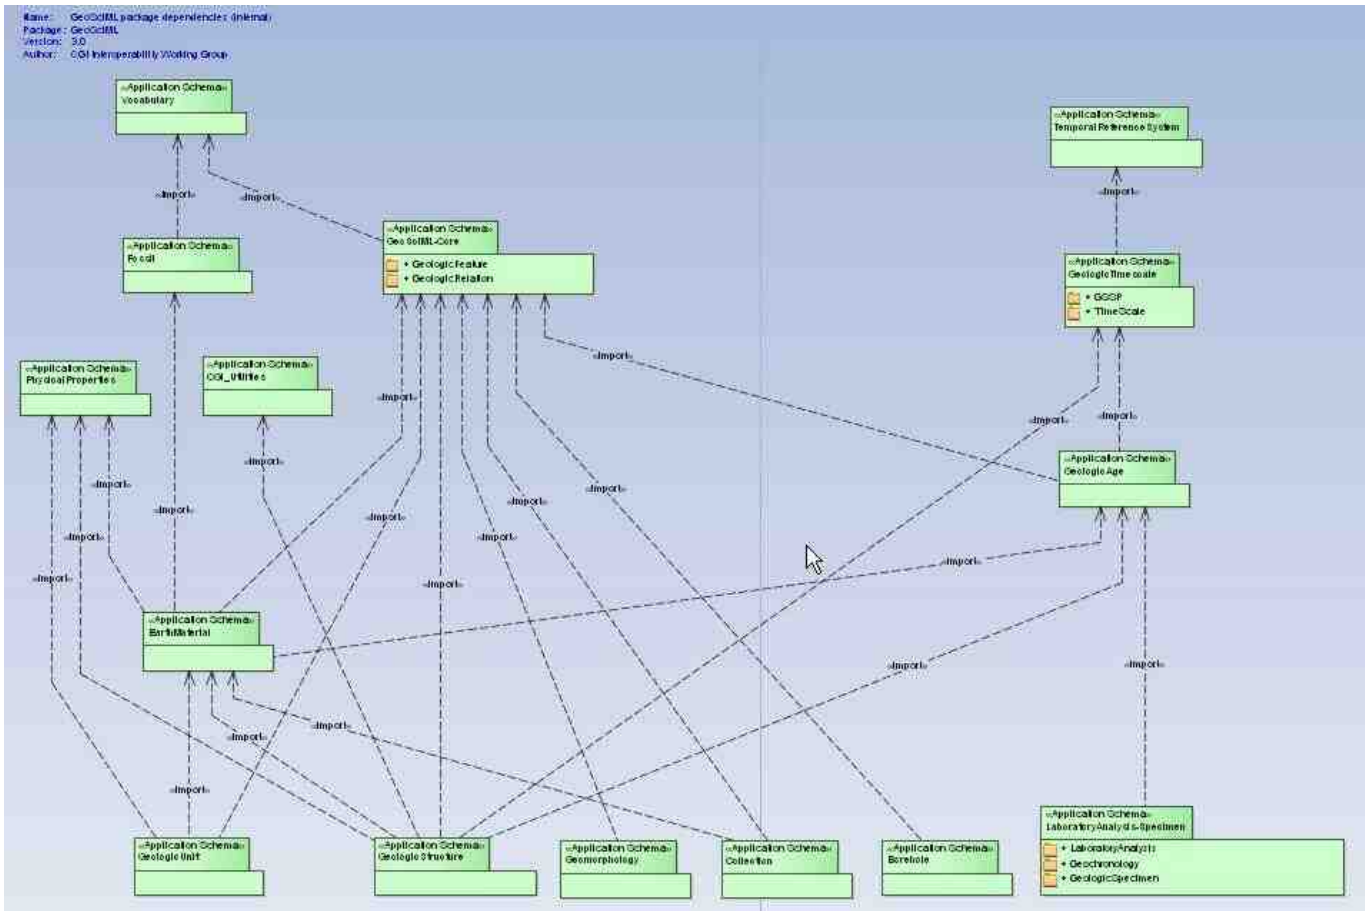 Name: GeoSciML package dependencies (internal)
Package: GeoSciML
Version: 3.0
Author: CGI Interoperability Working Group
«Application Schema»
Vocabulary
«Application Schema»
Temporal Reference System
«import»
«import»
«import»
«Application Schema»
GeoSciML-Core
+ GeologicFeature
+ GeologicRelation
«Application Schema»
Fossil
«Application Schema»
GeologicTimescale
+ GSSP
+ TimeScale
«import»
«Application Schema»
Physical Properties
«Application Schema»
CGI_Utilities
«import»
«import»
«import»
«Application Schema»
GeologicAge
«import»
«import»
«import»
«import»
«import»
«import»
«import»
«import»
«import»
«import»
«import»
«import»
«Application Schema»
EarthMaterial
«import»
«import»
«import»
«import»
«import»
«Application Schema»
GeologicUnit
«Application Schema»
Geologic Structure
«Application Schema»
Geomorphology
«Application Schema»
Collection
«Application Schema»
Borehole
«Application Schema»
LaboratoryAnalysis-Specimen
+ LaboratoryAnalysis
+ Geochronology
+ GeologicSpecimen